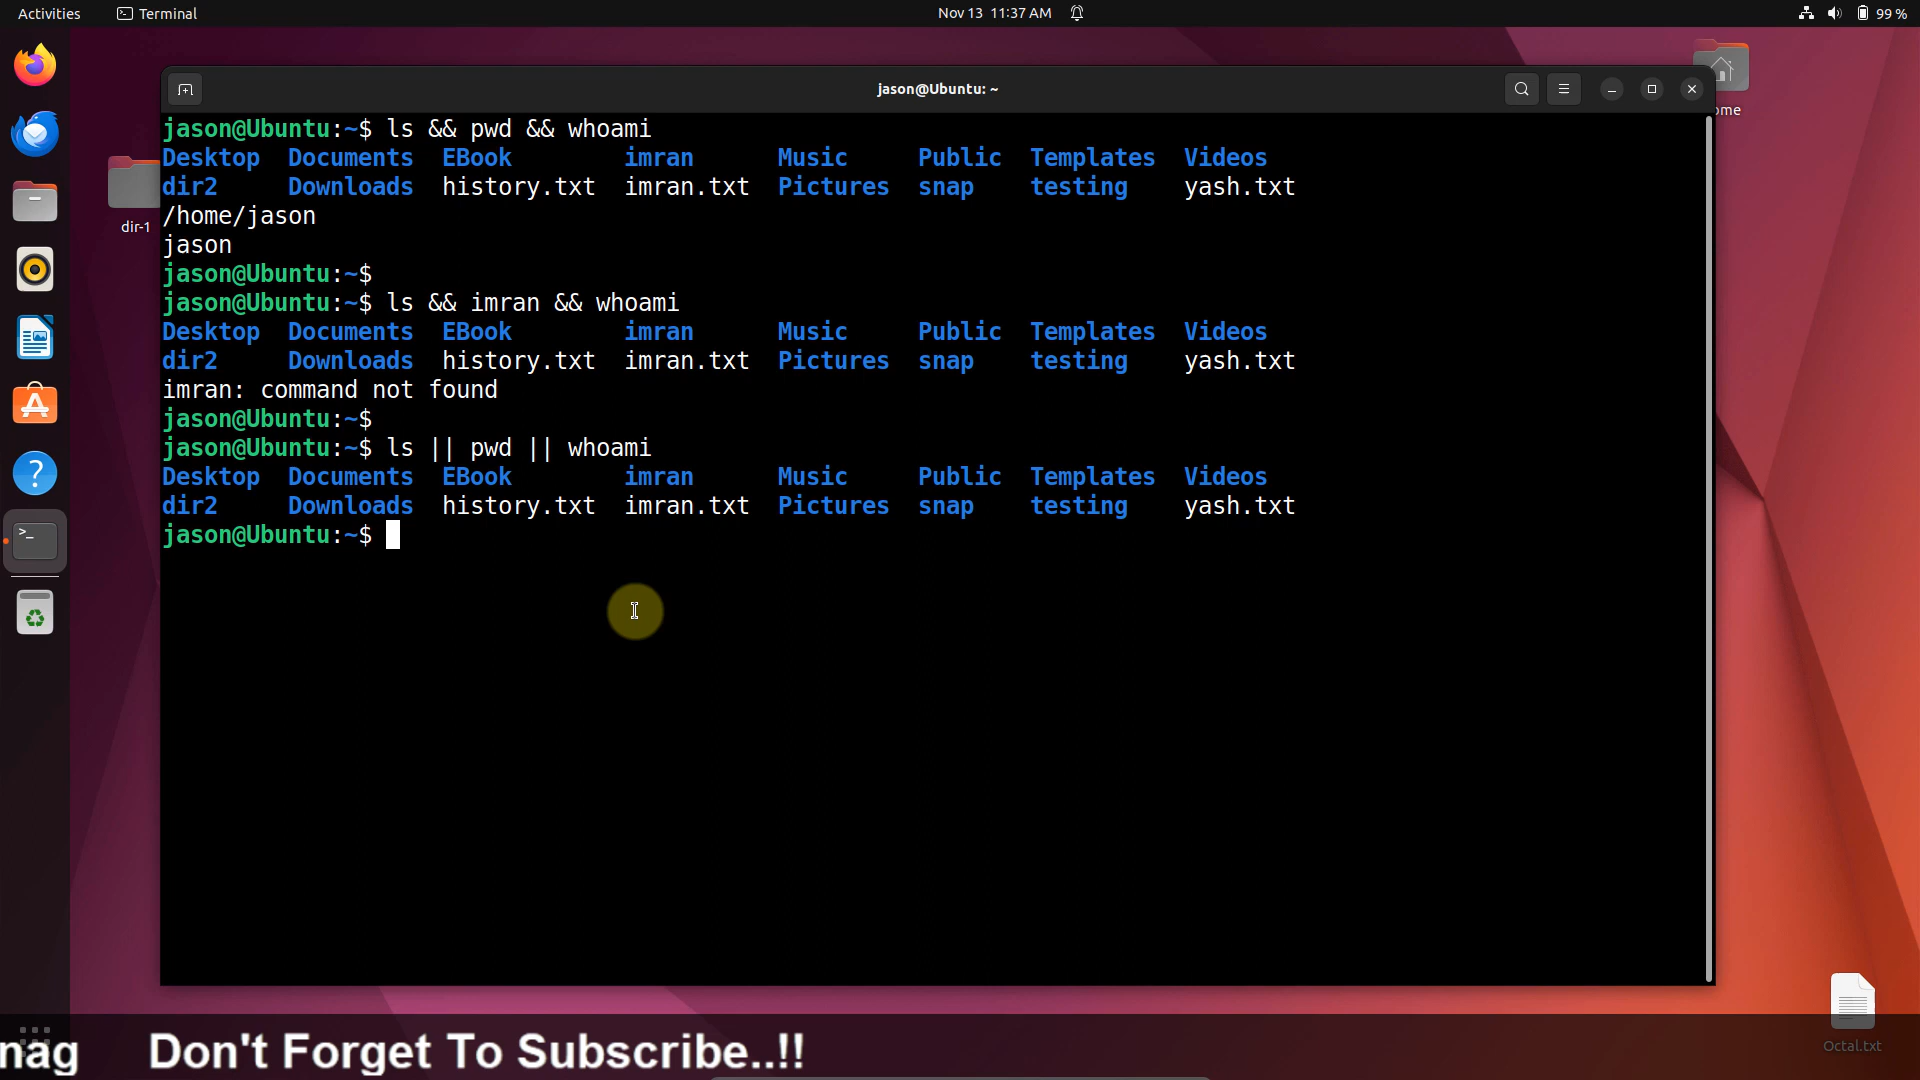 Activities Terminal Nov 13 11:37 AM 99 %
jason@Ubuntu: ~
ome
dir-1
jason@Ubuntu:~$ ls && pwd && whoami
Desktop Documents EBook imran Music Public Templates Videos
dir2 Downloads history.txt imran.txt Pictures snap testing yash.txt
/home/jason
jason
jason@Ubuntu:~$
jason@Ubuntu:~$ ls && imran && whoami
Desktop Documents EBook imran Music Public Templates Videos
dir2 Downloads history.txt imran.txt Pictures snap testing yash.txt
imran: command not found
jason@Ubuntu:~$
jason@Ubuntu:~$ ls || pwd || whoami
Desktop Documents EBook imran Music Public Templates Videos
dir2 Downloads history.txt imran.txt Pictures snap testing yash.txt
jason@Ubuntu:~$
Octal.txt
nag Don't Forget To Subscribe..!!